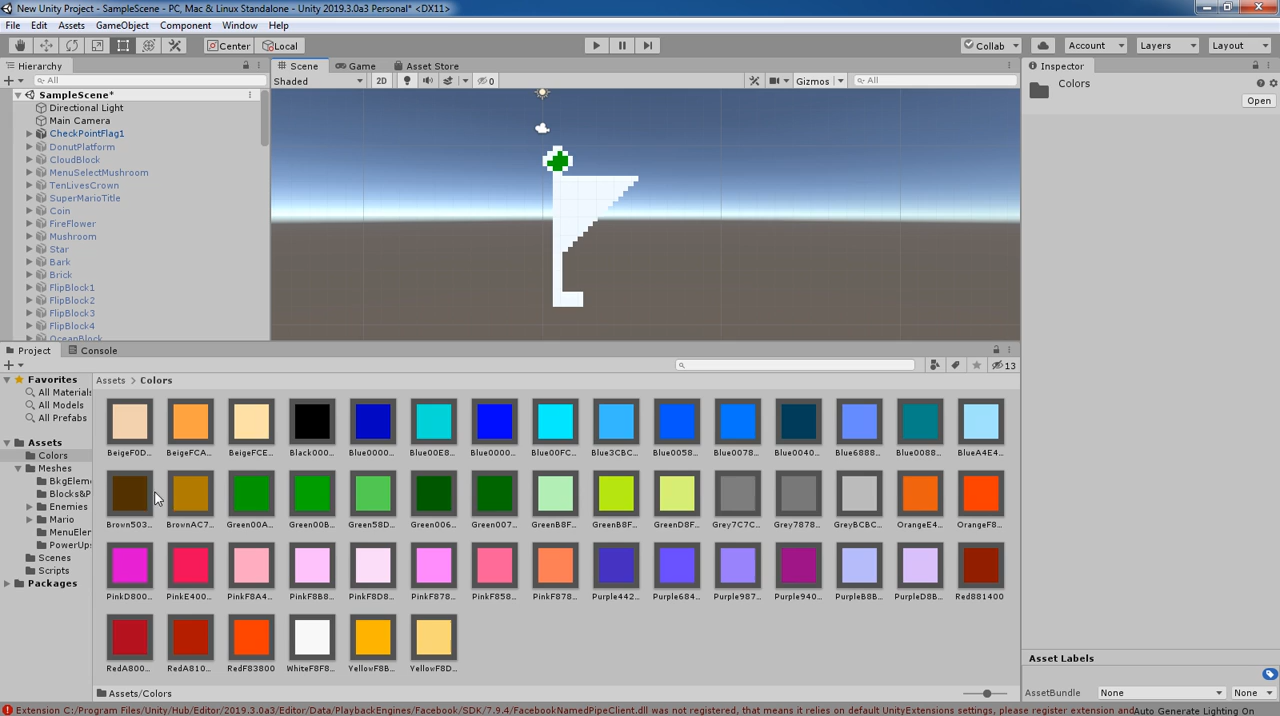 New Unity Project - SampleScene - PC, Mac & Linux Standalone - Unity 2019.3.0a3 Personal* <DX11>
File Edit Assets GameObject Component Window Help
Center Local Collab Account Layers Layout
Hierarchy Scene Game Asset Store Inspector
All Shaded 2D 0 Gizmos All Colors
Open
SampleScene*
Directional Light
Main Camera
CheckPointFlag1
DonutPlatform
CloudBlock
MenuSelectMushroom
TenLivesCrown
SuperMarioTitle
Coin
FireFlower
Mushroom
Star
Bark
Brick
FlipBlock1
FlipBlock2
FlipBlock3
FlipBlock4
OceanBlock
Project Console
13
Favorites
All Materials
All Models
All Prefabs
Assets
Colors
Meshes
BkgElem
Blocks&P
Enemies
Mario
MenuEler
PowerUps
Scenes
Scripts
Packages
Assets > Colors
BeigeF0D... BeigeFCA... BeigeFCE... Black000... Blue0000... Blue00E8... Blue0000... Blue00FC... Blue3CBC... Blue0058... Blue0078... Blue0040... Blue6888... Blue0088... BlueA4E4...
Brown503... BrownAC7... Green00A... Green00B... Green58D... Green006... Green007... GreenB8F... GreenB8F... GreenD8F... Grey7C7C... Grey7878... GreyBCBC... OrangeE4... OrangeF8...
PinkD800... PinkE400... PinkF8A4... PinkF8B8... PinkF8D8... PinkF878... PinkF858... PinkF878... Purple442... Purple684... Purple987... Purple940... PurpleB8B... PurpleD8B... Red881400
RedA800... RedA810... RedF83800 WhiteF8F8... YellowF8B... YellowF8D...
Assets/Colors
Asset Labels
AssetBundle None None
Extension C:/Program Files/Unity/Hub/Editor/2019.3.0a3/Editor/Data/PlaybackEngines/Facebook/SDK/7.9.4/FacebookNamedPipeClient.dll was not registered, that means it relies on default UnityExtensions settings, please register extension and Auto Generate Lighting On